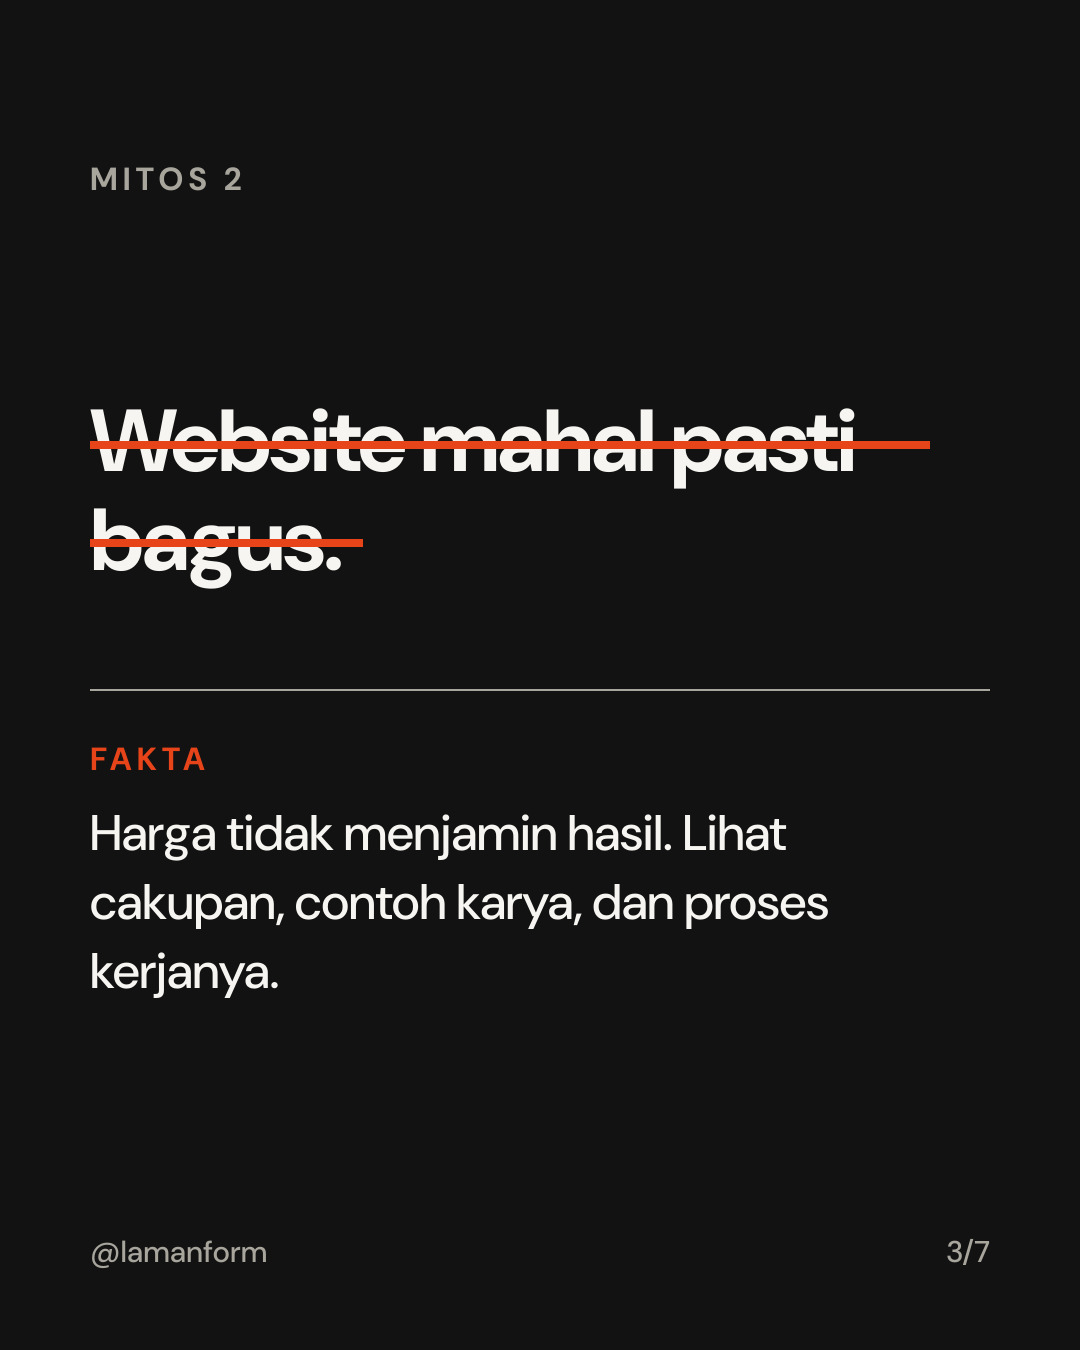 MITOS 2
Website mahal pasti
bagus.
FAKTA
Harga tidak menjamin hasil. Lihat
cakupan, contoh karya, dan proses
kerjanya.
@lamanform
3/7